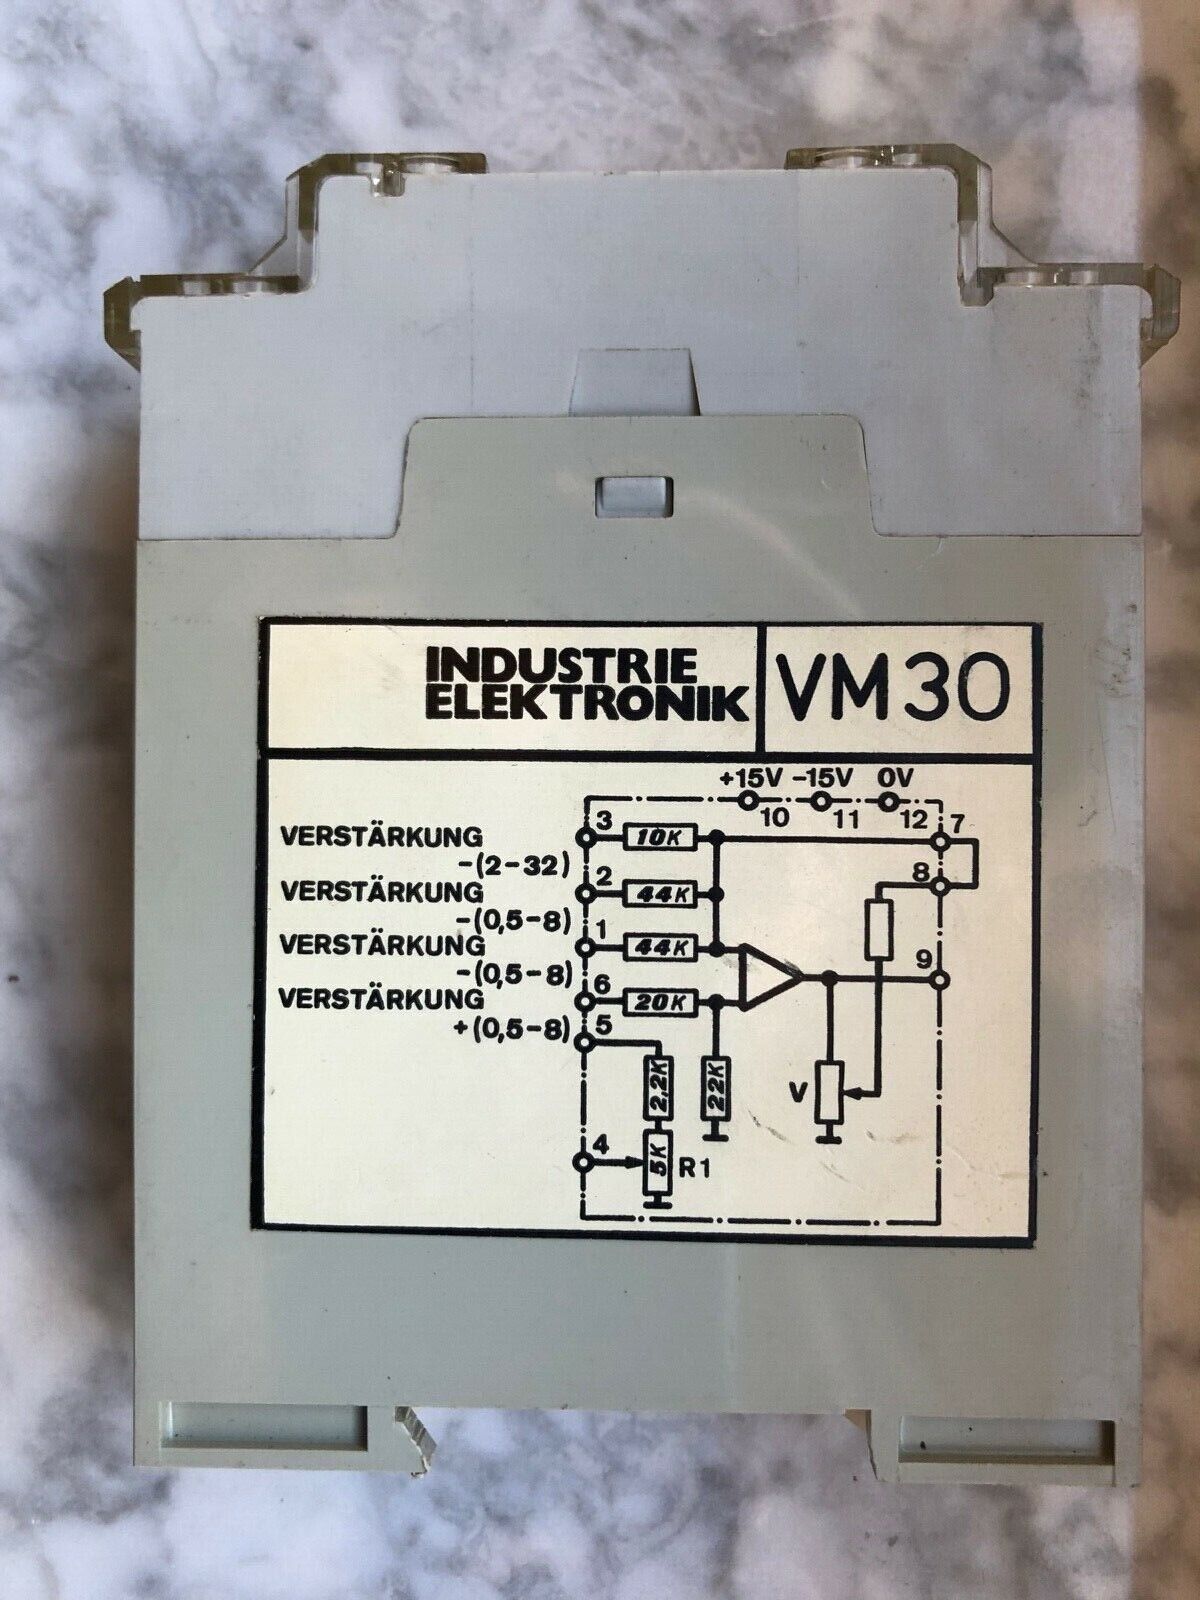 INDUSTRIE
ELEKTRONIK
VM30
+15V -15V 0V
10 11 12
VERSTÄRKUNG
-(2-32)
3 10K 7
VERSTÄRKUNG
-(0,5-8)
2 44K 8
VERSTÄRKUNG
-(0,5-8)
1 44K 9
VERSTÄRKUNG
+(0,5-8)
6 20K
5
2,2K 22K V
4 5K R1